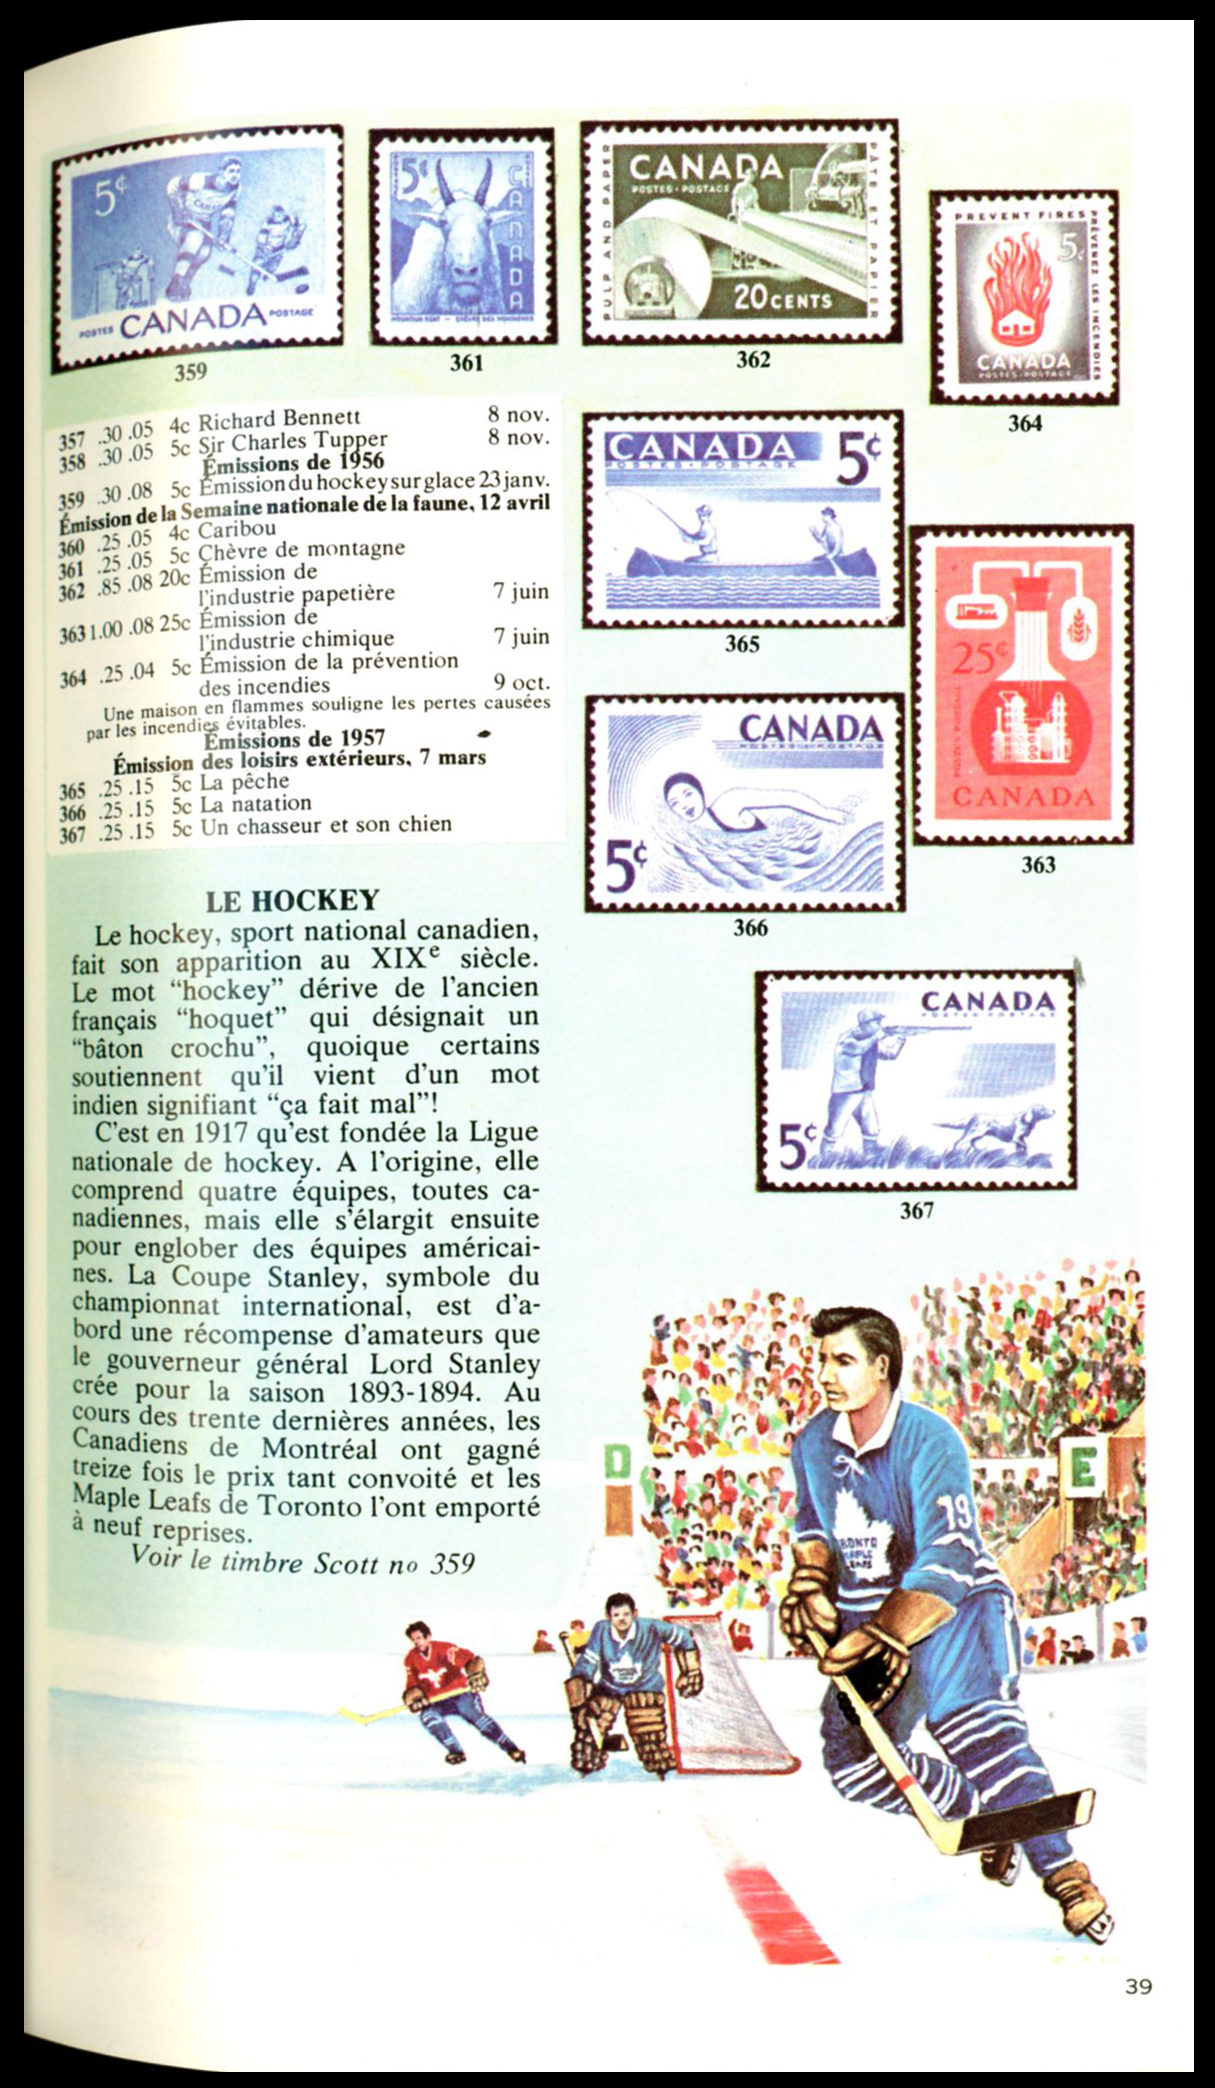 5¢
POSTES CANADA POSTAGE
359
5¢
CANADA
MOUNTAIN GOAT - CHÈVRE DES MONTAGNES
361
PULP AND PAPER
CANADA
POSTES · POSTAGE
PÂTE ET PAPIER
20 CENTS
362
PREVENT FIRES
PRÉVENEZ LES INCENDIES
5¢
CANADA
POSTES · POSTAGE
364
357 .30 .05 4c Richard Bennett 8 nov.
358 .30 .05 5c Sir Charles Tupper 8 nov.
Émissions de 1956
359 .30 .08 5c Émission du hockey sur glace 23 janv.
Émission de la Semaine nationale de la faune, 12 avril
360 .25 .05 4c Caribou
361 .25 .05 5c Chèvre de montagne
362 .85 .08 20c Émission de
l'industrie papetière 7 juin
363 1.00 .08 25c Émission de
l'industrie chimique 7 juin
364 .25 .04 5c Émission de la prévention
des incendies 9 oct.
Une maison en flammes souligne les pertes causées
par les incendies évitables.
Émissions de 1957
Émission des loisirs extérieurs, 7 mars
365 .25 .15 5c La pêche
366 .25 .15 5c La natation
367 .25 .15 5c Un chasseur et son chien
CANADA 5¢
POSTES · POSTAGE
365
25¢
POSTES POSTAGE
CANADA
363
CANADA
POSTES · POSTAGE
5¢
366
CANADA
POSTES · POSTAGE
5¢
367
LE HOCKEY
Le hockey, sport national canadien,
fait son apparition au XIXe siècle.
Le mot “hockey” dérive de l'ancien
français “hoquet” qui désignait un
“bâton crochu”, quoique certains
soutiennent qu'il vient d'un mot
indien signifiant “ça fait mal”!
C'est en 1917 qu'est fondée la Ligue
nationale de hockey. A l'origine, elle
comprend quatre équipes, toutes ca-
nadiennes, mais elle s'élargit ensuite
pour englober des équipes américai-
nes. La Coupe Stanley, symbole du
championnat international, est d'a-
bord une récompense d'amateurs que
le gouverneur général Lord Stanley
crée pour la saison 1893-1894. Au
cours des trente dernières années, les
Canadiens de Montréal ont gagné
treize fois le prix tant convoité et les
Maple Leafs de Toronto l'ont emporté
à neuf reprises.
Voir le timbre Scott no 359
D
E
19
MAPLE
LEAFS
39